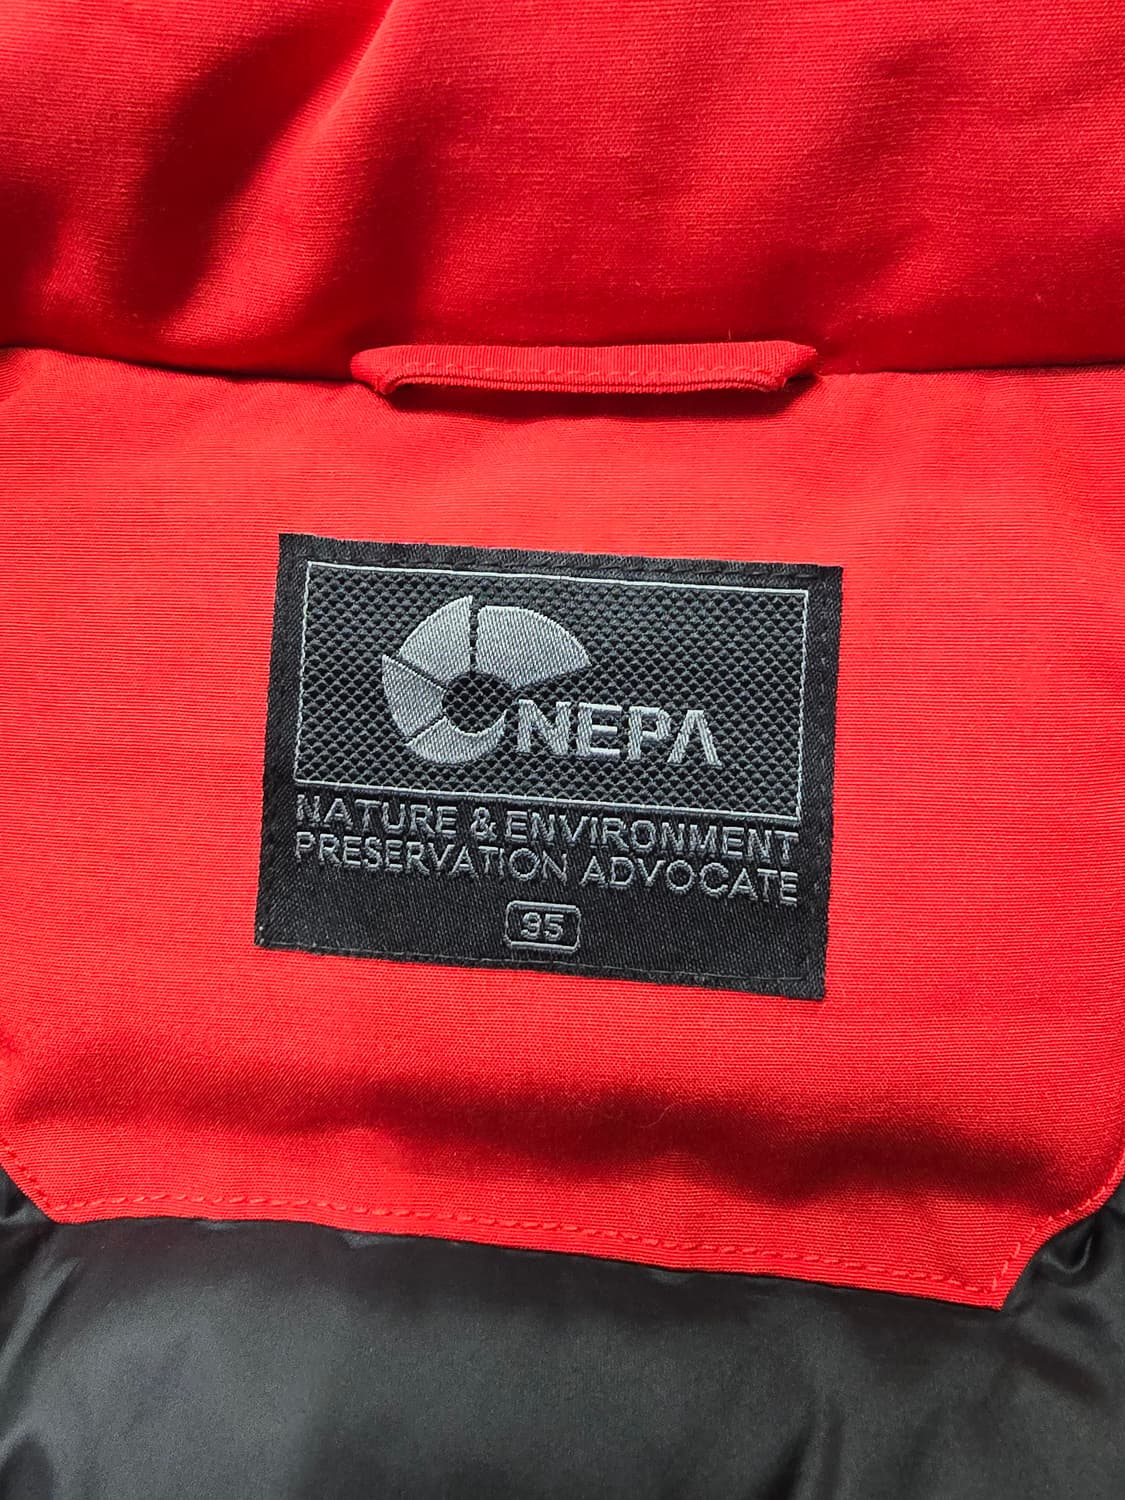 NEPA
NATURE & ENVIRONMENT
PRESERVATION ADVOCATE
95